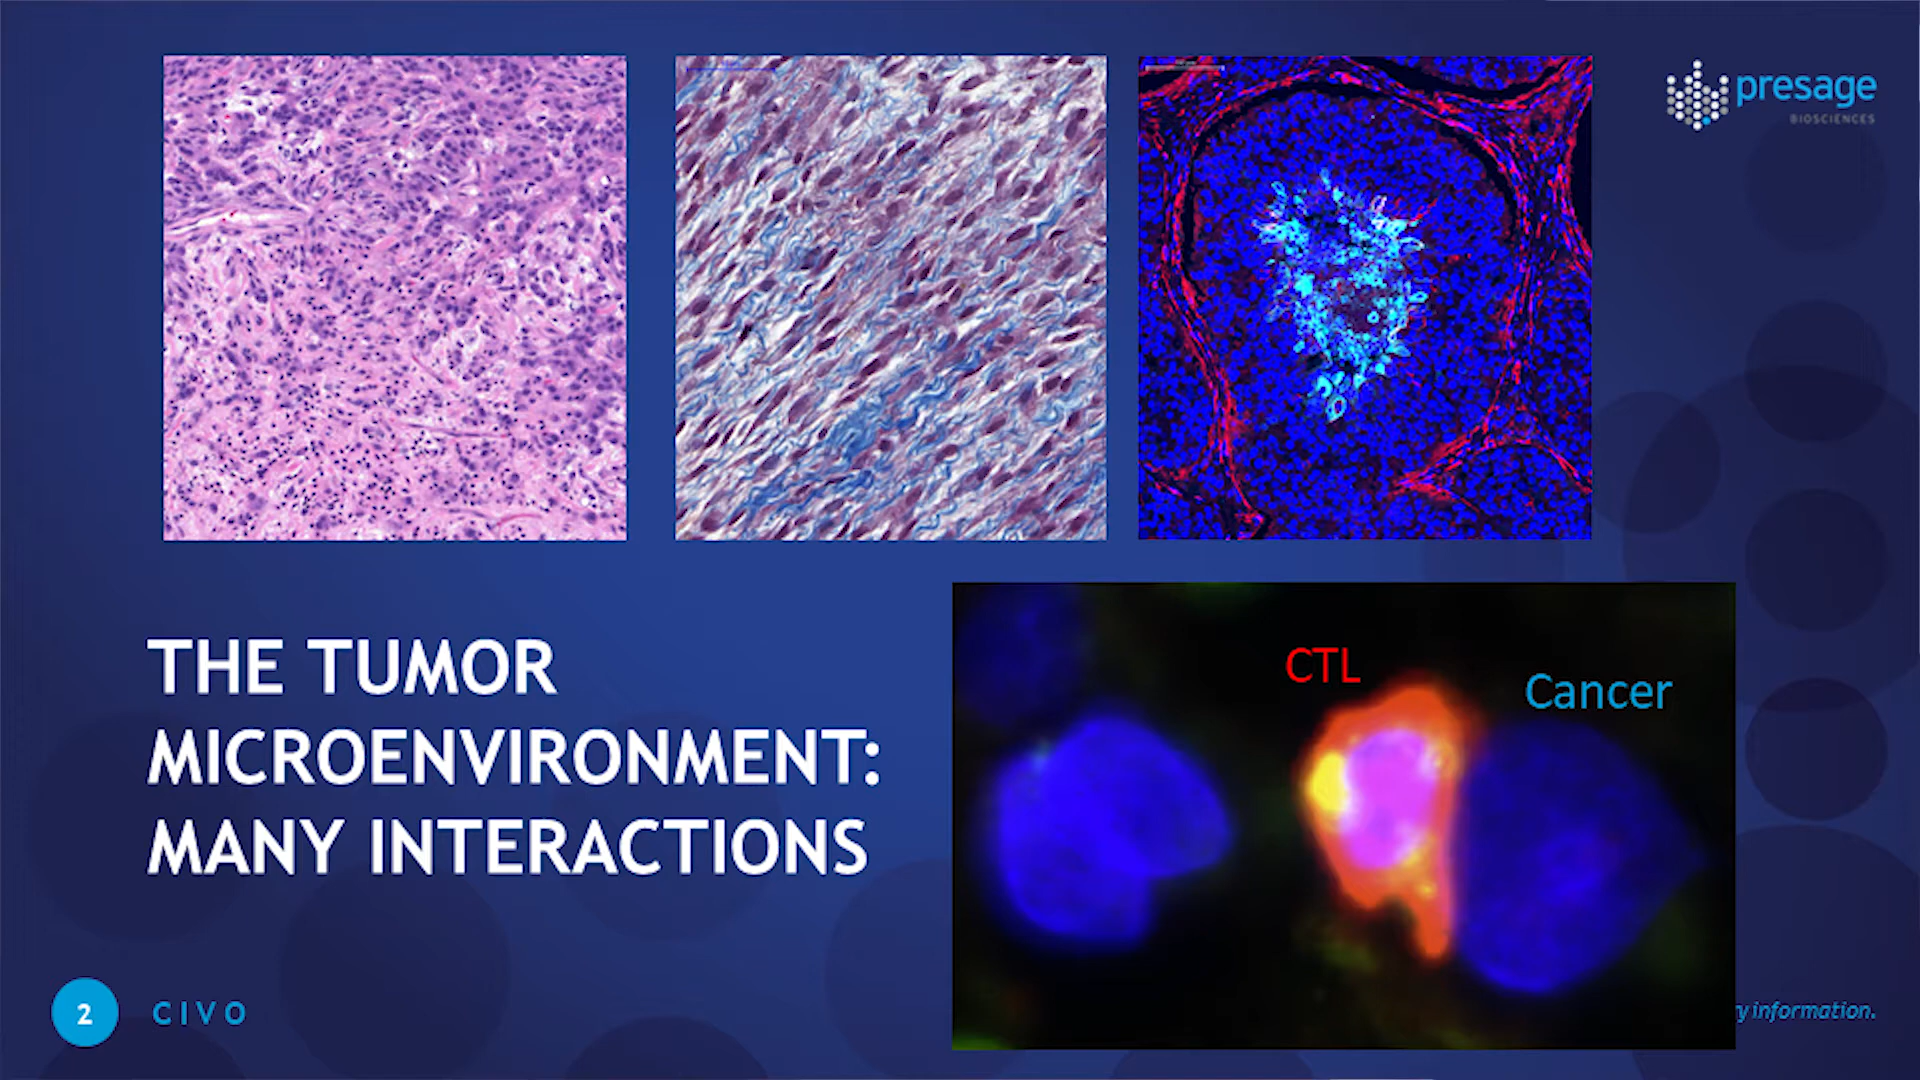 presage
BIOSCIENCES
THE TUMOR
MICROENVIRONMENT:
MANY INTERACTIONS
CTL
Cancer
2
CIVO
information.